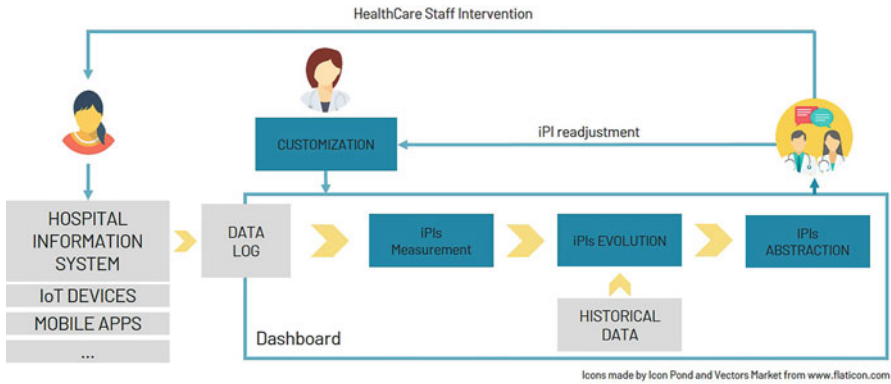 HealthCare Staff Intervention
CUSTOMIZATION
iPI readjustment
HOSPITAL
INFORMATION
SYSTEM
IoT DEVICES
MOBILE APPS
...
DATA
LOG
iPIs
Measurement
iPIs EVOLUTION
IPIs
ABSTRACTION
HISTORICAL
DATA
Dashboard
Icons made by Icon Pond and Vectors Market from www.flaticon.com